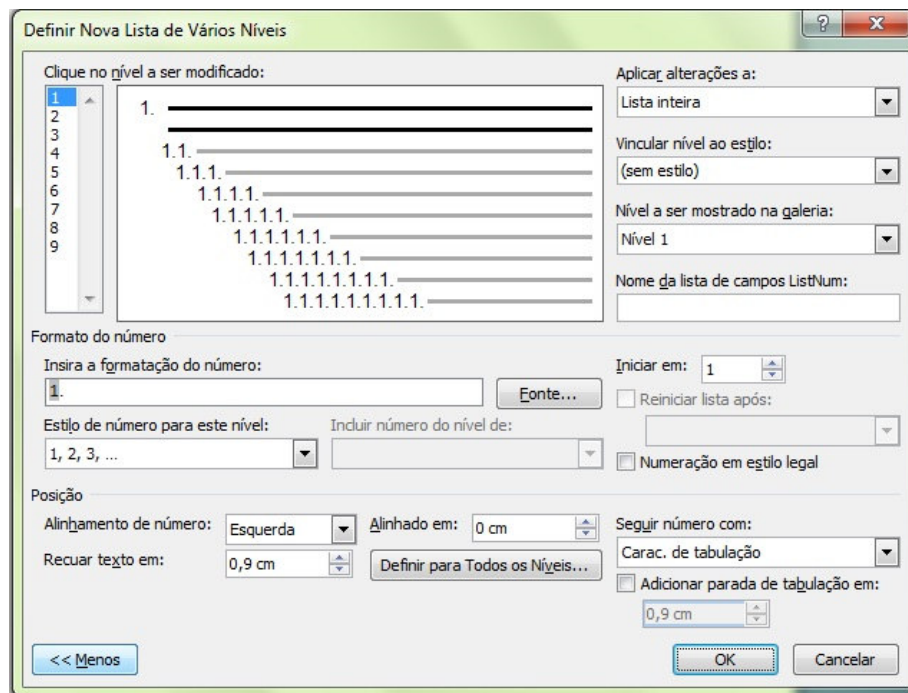 Definir Nova Lista de Vários Níveis
Clique no nível a ser modificado:
1
2
3
4
5
6
7
8
9
1.
1.1.
1.1.1.
1.1.1.1.
1.1.1.1.1.
1.1.1.1.1.1.
1.1.1.1.1.1.1.
1.1.1.1.1.1.1.1.
1.1.1.1.1.1.1.1.1.
Aplicar alterações a:
Lista inteira
Vincular nível ao estilo:
(sem estilo)
Nível a ser mostrado na galeria:
Nível 1
Nome da lista de campos ListNum:
Formato do número
Insira a formatação do número:
1.
Fonte...
Iniciar em: 1
Reiniciar lista após:
Estilo de número para este nível:
1, 2, 3, ...
Incluir número do nível de:
Numeração em estilo legal
Posição
Alinhamento de número: Esquerda
Alinhado em: 0 cm
Recuar texto em: 0,9 cm
Definir para Todos os Níveis...
Seguir número com:
Carac. de tabulação
Adicionar parada de tabulação em:
0,9 cm
<< Menos
OK
Cancelar